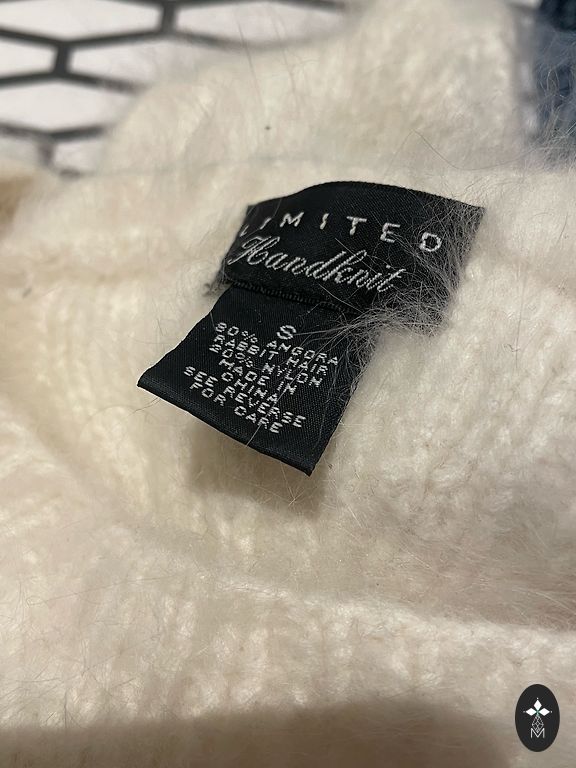 LIMITED
Handknit
S
80% ANGORA
RABBIT HAIR
20% NYLON
MADE IN
CHINA
SEE REVERSE
FOR CARE
M